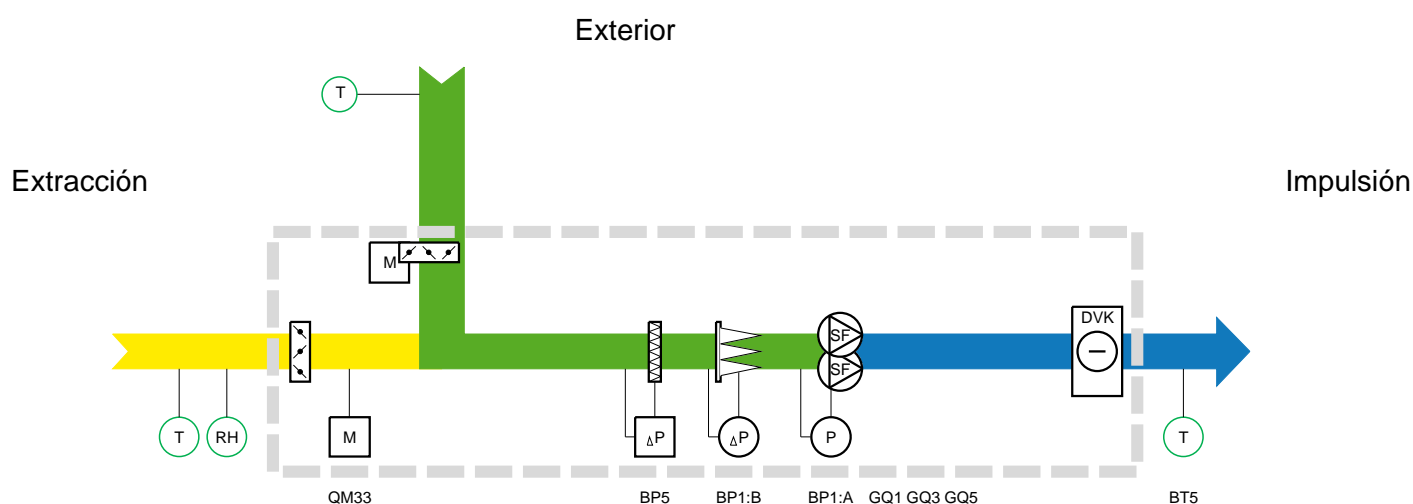 Exterior
T
Extracción
Impulsión
M
DVK
SF
SF
T
RH
M
ΔP
ΔP
P
T
QM33
BP5
BP1:B
BP1:A
GQ1 GQ3 GQ5
BT5